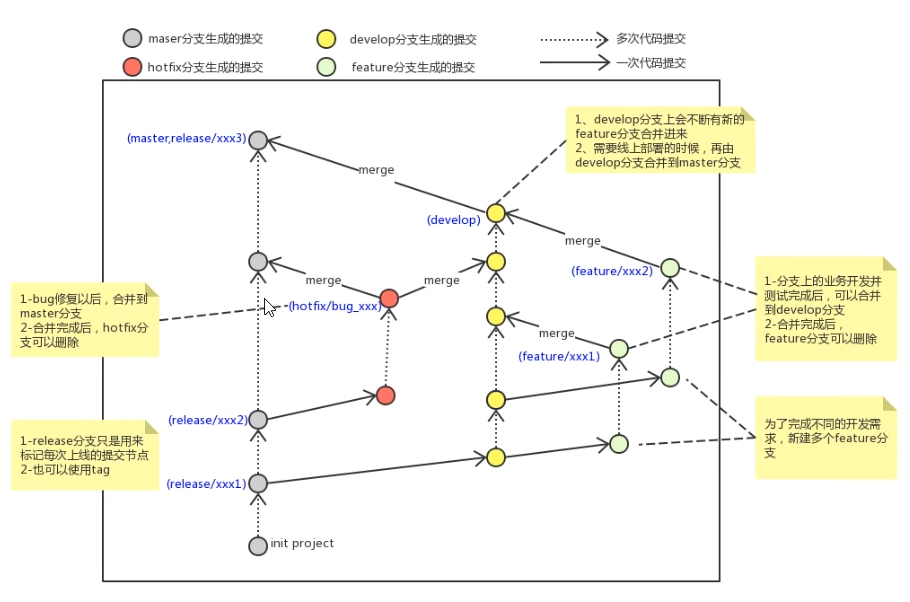 maser分支生成的提交
develop分支生成的提交
多次代码提交
hotfix分支生成的提交
feature分支生成的提交
一次代码提交
1、develop分支上会不断有新的
feature分支合并进来
2、需要线上部署的时候，再由
develop分支合并到master分支
(master,release/xxx3)
merge
(develop)
merge
(feature/xxx2)
merge
merge
1-分支上的业务开发并
测试完成后，可以合并
到develop分支
2-合并完成后，
feature分支可以删除
1-bug修复以后，合并到
master分支
2-合并完成后，hotfix分
支可以删除
(hotfix/bug_xxx)
merge
(feature/xxx1)
为了完成不同的开发需
求，新建多个feature分
支
(release/xxx2)
1-release分支只是用来
标记每次上线的提交节点
2-也可以使用tag
(release/xxx1)
init project